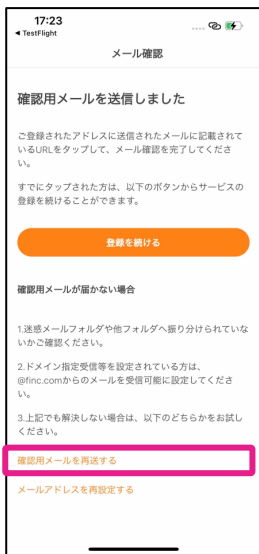 17:23
◀ TestFlight
メール確認
確認用メールを送信しました
ご登録されたアドレスに送信されたメールに記載されて
いるURLをタップして、メール確認を完了してくださ
い。
すでにタップされた方は、以下のボタンからサービスの
登録を続けることができます。
登録を続ける
確認用メールが届かない場合
1.迷惑メールフォルダや他フォルダへ振り分けられていな
いかご確認ください。
2.ドメイン指定受信等を設定されている方は、
@finc.comからのメールを受信可能に設定してくださ
い。
3.上記でも解決しない場合は、以下のどちらかをお試し
ください。
確認用メールを再送する
メールアドレスを再設定する